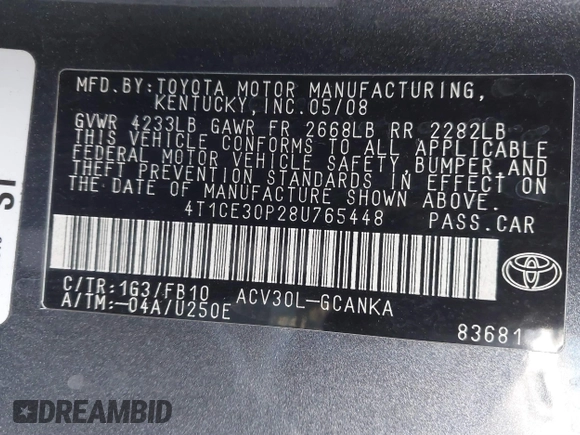 MFD.BY:TOYOTA MOTOR MANUFACTURING,
KENTUCKY,INC.05/08
GVWR 4233LB GAWR FR 2668LB RR 2282LB
THIS VEHICLE CONFORMS TO ALL APPLICABLE
FEDERAL MOTOR VEHICLE SAFETY, BUMPER,AND
THEFT PREVENTION STANDARDS IN EFFECT ON
THE DATE OF MANUFACTURE SHOWN ABOVE.
4T1CE30P28U765448 PASS.CAR
C/TR:1G3/FB10 ACV30L-GCANKA
A/TM:-04A/U250E
83681
DREAMBID